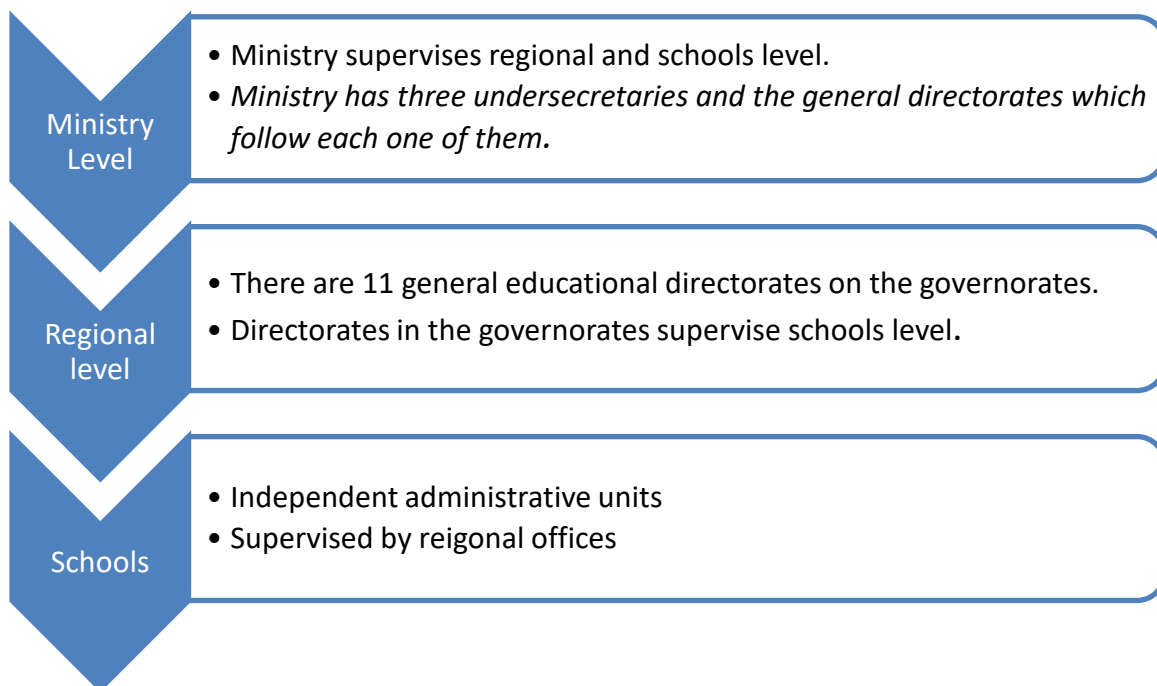 Ministry
Level
• Ministry supervises regional and schools level.
• Ministry has three undersecretaries and the general directorates which
follow each one of them.
Regional
level
• There are 11 general educational directorates on the governorates.
• Directorates in the governorates supervise schools level.
Schools
• Independent administrative units
• Supervised by reigonal offices